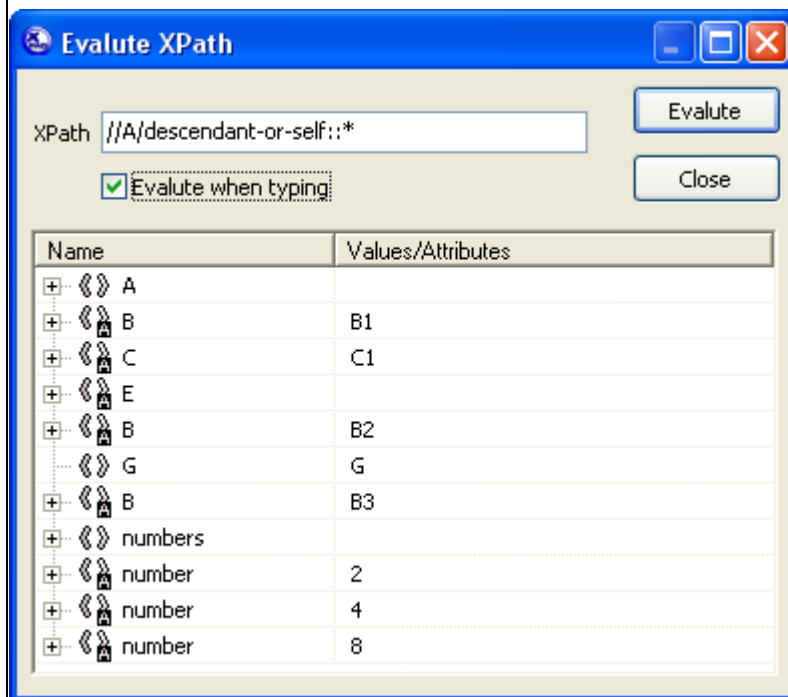 Evalute XPath
XPath //A/descendant-or-self::* Evalute
Evalute when typing Close
Name Values/Attributes
A
B B1
C C1
E
B B2
G G
B B3
numbers
number 2
number 4
number 8